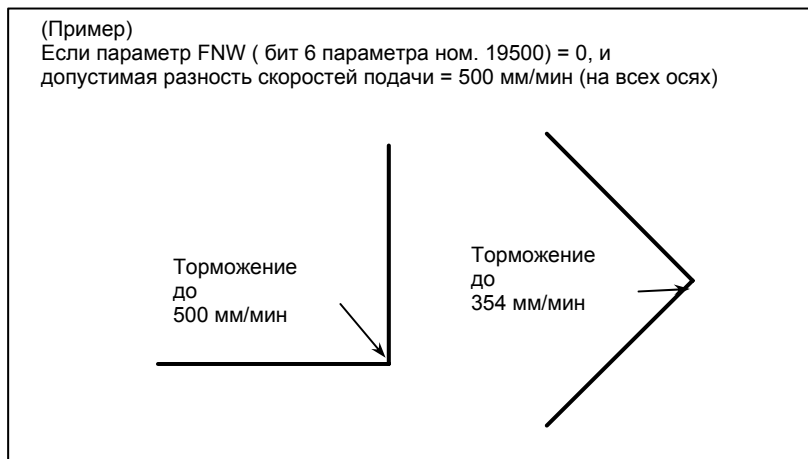 (Пример)
Если параметр FNW ( бит 6 параметра ном. 19500) = 0, и
допустимая разность скоростей подачи = 500 мм/мин (на всех осях)
Торможение
до
500 мм/мин
Торможение
до
354 мм/мин